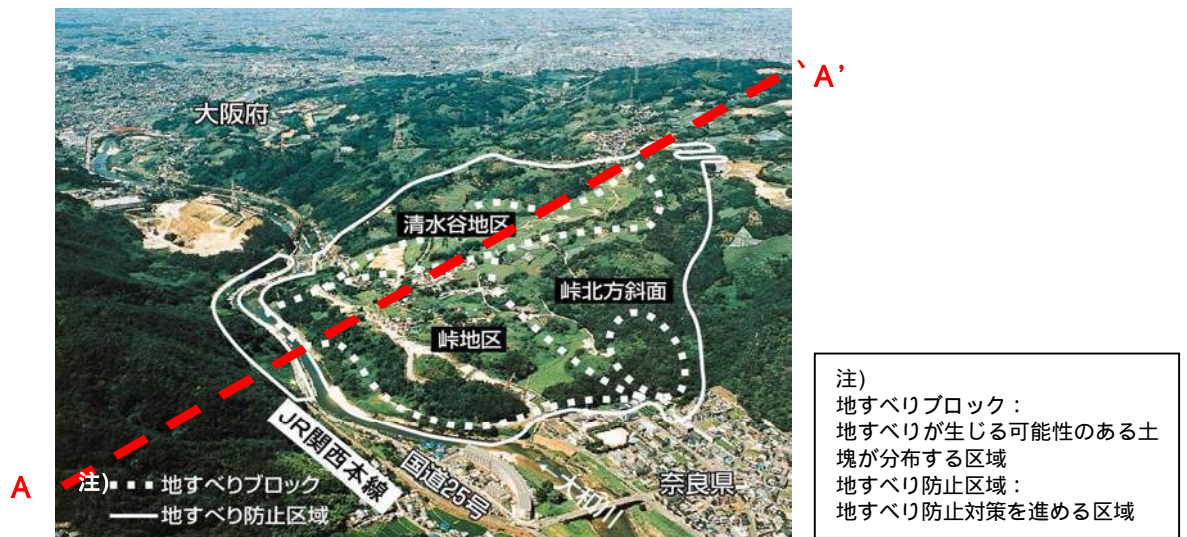 A'
大阪府
清水谷地区
峠北方斜面
峠地区
JR関西本線
国道25号
大和川
奈良県
A
注)
地すべりブロック
地すべり防止区域
注)
地すべりブロック：
地すべりが生じる可能性のある土
塊が分布する区域
地すべり防止区域：
地すべり防止対策を進める区域